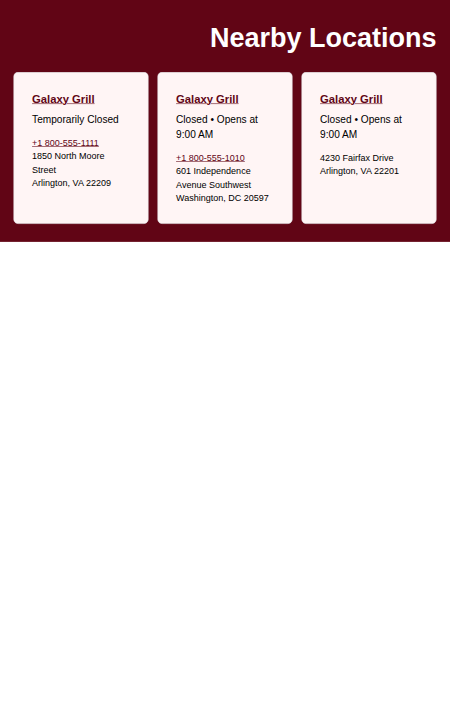 Nearby Locations
Galaxy Grill
Temporarily Closed
+1 800-555-1111
1850 North Moore
Street
Arlington, VA 22209
Galaxy Grill
Closed • Opens at
9:00 AM
+1 800-555-1010
601 Independence
Avenue Southwest
Washington, DC 20597
Galaxy Grill
Closed • Opens at
9:00 AM
4230 Fairfax Drive
Arlington, VA 22201